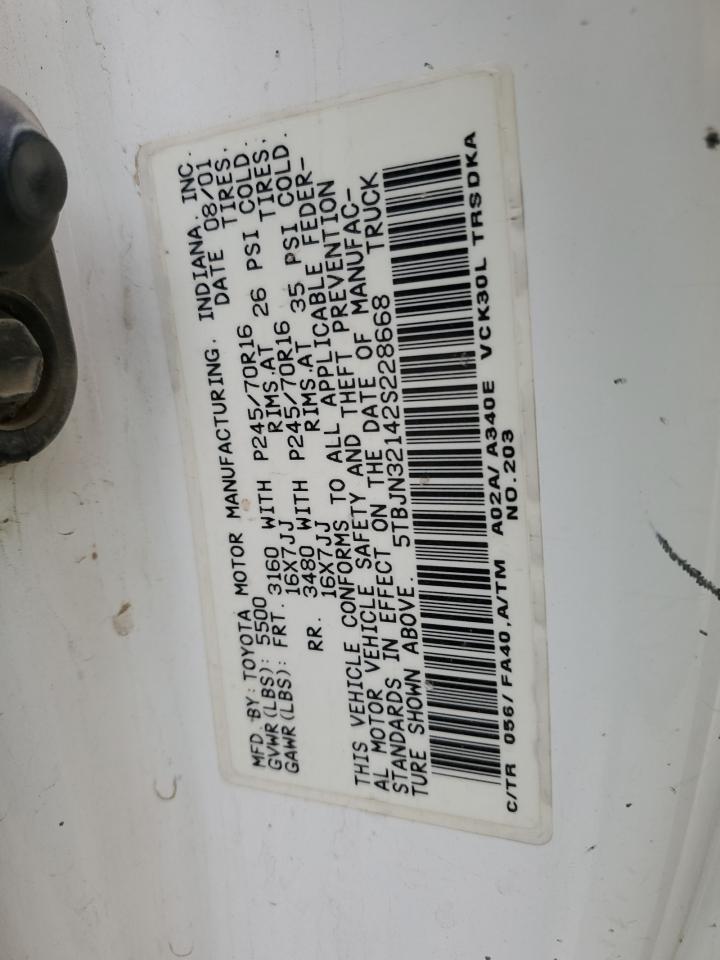 MFD. BY: TOYOTA MOTOR MANUFACTURING. INDIANA. INC.
GVWR(LBS): 5500 DATE 08/01
GAWR(LBS): FRT. 3160 WITH P245/70R16 TIRES,
16X7JJ RIMS.AT 26 PSI COLD.
RR. 3480 WITH P245/70R16 TIRES,
16X7JJ RIMS.AT 35 PSI COLD.
THIS VEHICLE CONFORMS TO ALL APPLICABLE FEDER-
AL MOTOR VEHICLE SAFETY AND THEFT PREVENTION
STANDARDS IN EFFECT ON THE DATE OF MANUFAC-
TURE SHOWN ABOVE. 5TBJN32142S228668 TRUCK
C/TR 056/FA40,A/TM A02A/A340E VCK30L TRSDKA
NO.203